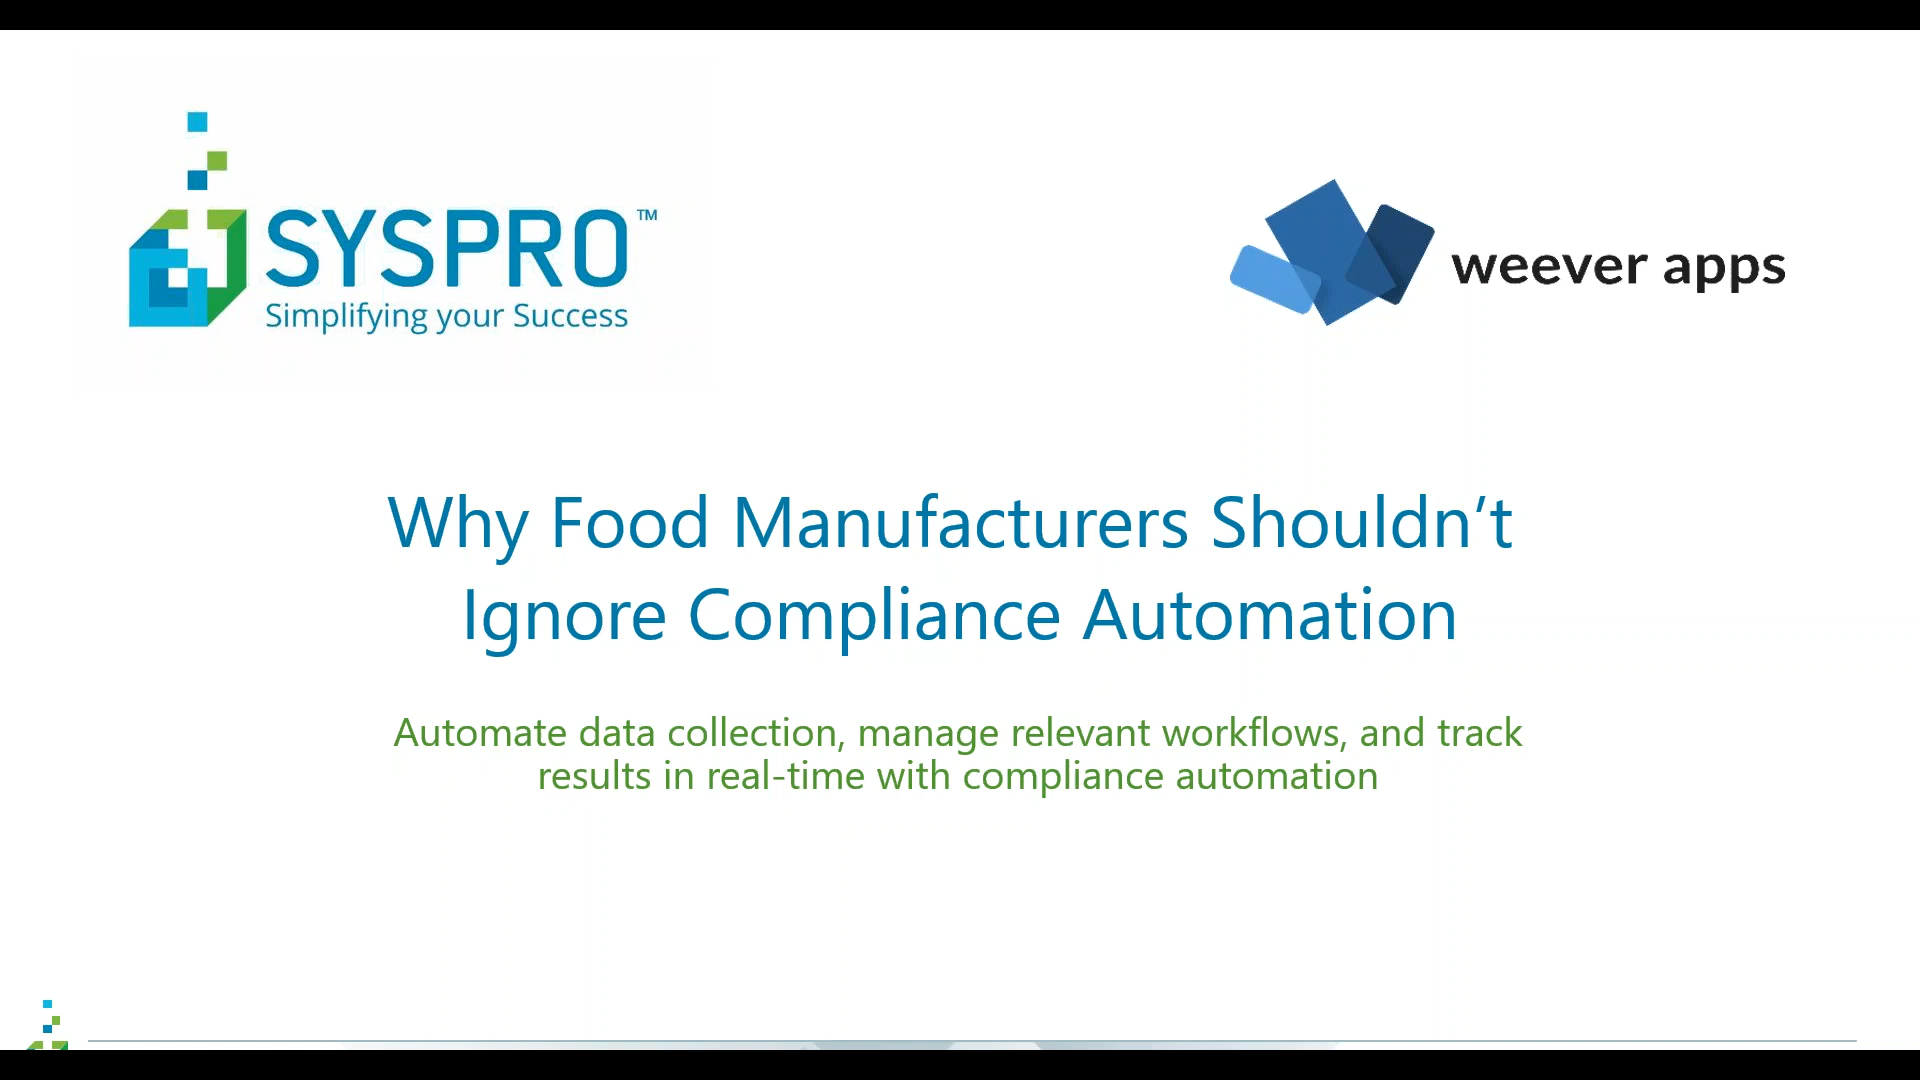 SYSPRO™
Simplifying your Success
weever apps
Why Food Manufacturers Shouldn’t
Ignore Compliance Automation
Automate data collection, manage relevant workflows, and track
results in real-time with compliance automation